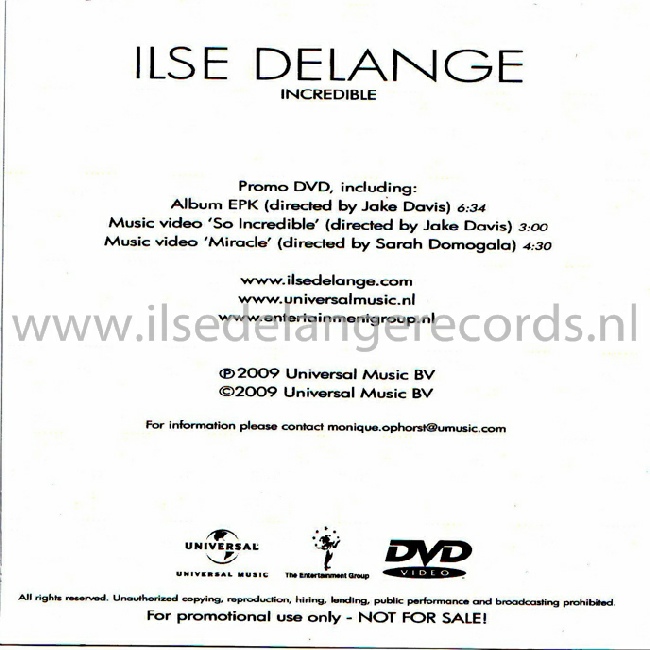 ILSE DELANGE
INCREDIBLE
Promo DVD, including:
Album EPK (directed by Jake Davis) 6:34
Music video 'So Incredible' (directed by Jake Davis) 3:00
Music video 'Miracle' (directed by Sarah Domogala) 4:30
www.ilsedelange.com
www.universalmusic.nl
www.entertainmentgroup.nl
www.ilsedelangerecords.nl
℗2009 Universal Music BV
©2009 Universal Music BV
For information please contact monique.ophorst@umusic.com
UNIVERSAL
UNIVERSAL MUSIC
The Entertainment Group
DVD
VIDEO
All rights reserved. Unauthorized copying, reproduction, hiring, lending, public performance and broadcasting prohibited.
For promotional use only - NOT FOR SALE!